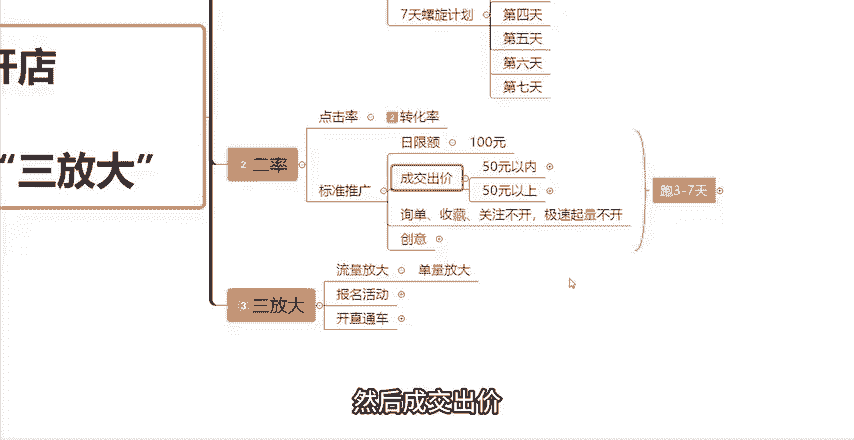 7天螺旋计划
第四天
第五天
第六天
第七天
开店
“三放大”
2 二率
点击率 2 转化率
标准推广
日限额 100元
成交出价
50元以内
50元以上
询单、收藏、关注不开，极速起量不开
创意
跑3-7天
3 三放大
流量放大 单量放大
报名活动
开直通车
然后成交出价